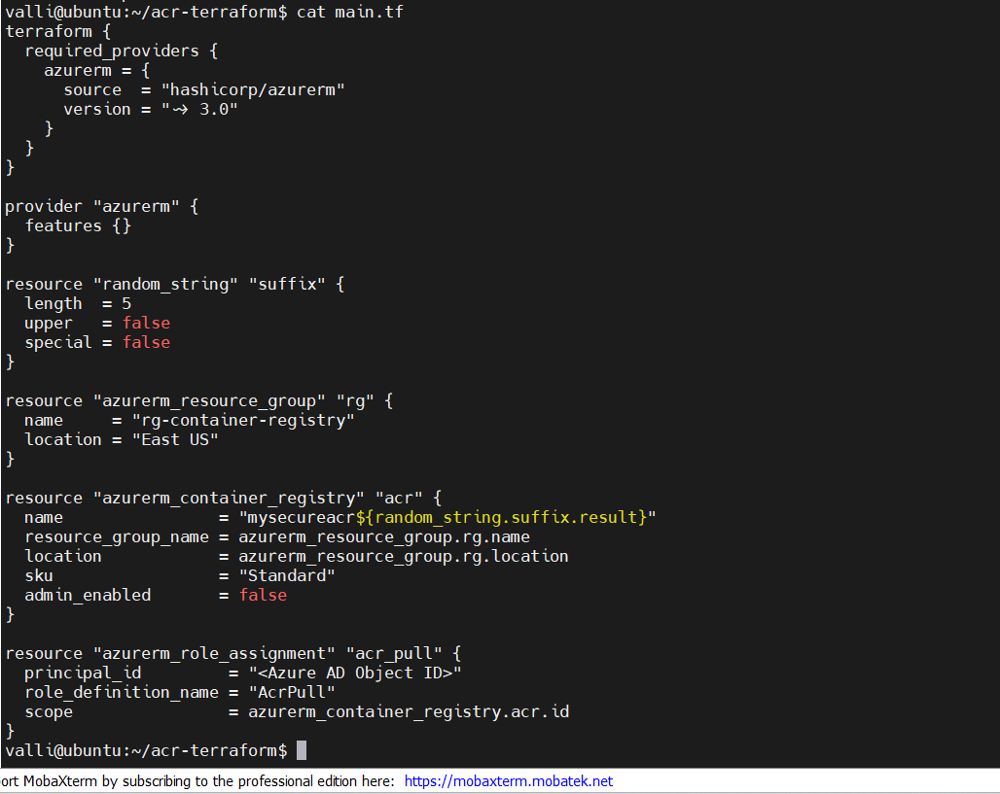 valli@ubuntu:~/acr-terraform$ cat main.tf
terraform {
  required_providers {
    azurerm = {
      source  = "hashicorp/azurerm"
      version = "~> 3.0"
    }
  }
}

provider "azurerm" {
  features {}
}

resource "random_string" "suffix" {
  length  = 5
  upper   = false
  special = false
}

resource "azurerm_resource_group" "rg" {
  name     = "rg-container-registry"
  location = "East US"
}

resource "azurerm_container_registry" "acr" {
  name                = "mysecureacr${random_string.suffix.result}"
  resource_group_name = azurerm_resource_group.rg.name
  location            = azurerm_resource_group.rg.location
  sku                 = "Standard"
  admin_enabled       = false
}

resource "azurerm_role_assignment" "acr_pull" {
  principal_id         = "<Azure AD Object ID>"
  role_definition_name = "AcrPull"
  scope                = azurerm_container_registry.acr.id
}
valli@ubuntu:~/acr-terraform$
ort MobaXterm by subscribing to the professional edition here: https://mobaxterm.mobatek.net